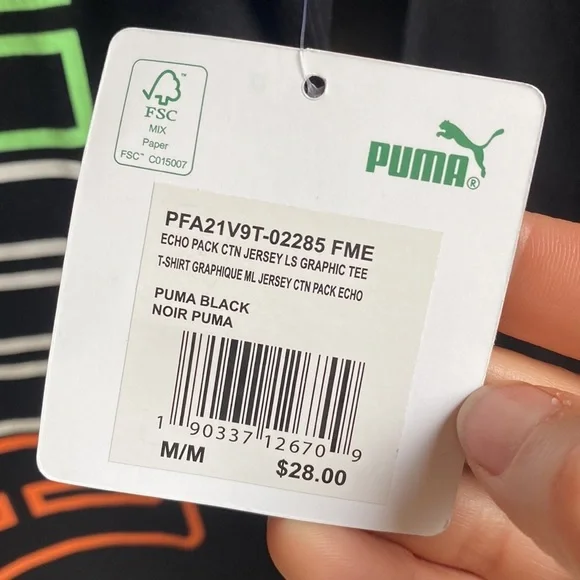 FSC™
MIX
Paper
FSC™ C015007
PUMA®
PFA21V9T-02285 FME
ECHO PACK CTN JERSEY LS GRAPHIC TEE
T-SHIRT GRAPHIQUE ML JERSEY CTN PACK ECHO
PUMA BLACK
NOIR PUMA
1 90337 12670 9
M/M $28.00